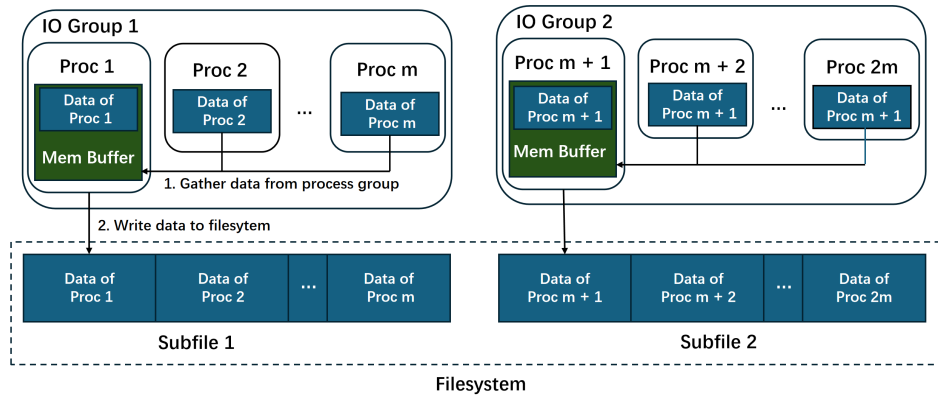 IO Group 1
Proc 1
Data of
Proc 1
Mem Buffer
Proc 2
Data of
Proc 2
...
Proc m
Data of
Proc m
1. Gather data from process group
2. Write data to filesytem
IO Group 2
Proc m + 1
Data of
Proc m + 1
Mem Buffer
Proc m + 2
Data of
Proc m + 1
...
Proc 2m
Data of
Proc m + 1
Data of
Proc 1
Data of
Proc 2
...
Data of
Proc m
Subfile 1
Data of
Proc m + 1
Data of
Proc m + 2
...
Data of
Proc 2m
Subfile 2
Filesystem